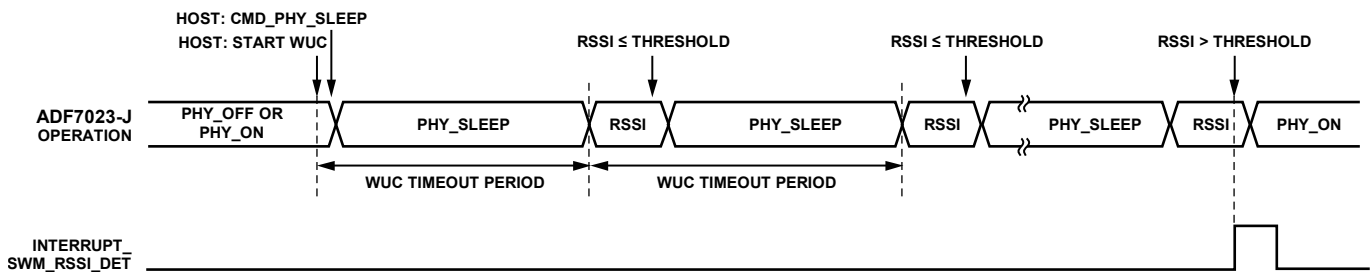 HOST: CMD_PHY_SLEEP
HOST: START WUC
RSSI ≤ THRESHOLD
RSSI ≤ THRESHOLD
RSSI > THRESHOLD
ADF7023-J
OPERATION
PHY_OFF OR
PHY_ON
PHY_SLEEP
RSSI
PHY_SLEEP
RSSI
PHY_SLEEP
RSSI
PHY_ON
WUC TIMEOUT PERIOD
WUC TIMEOUT PERIOD
INTERRUPT_
SWM_RSSI_DET